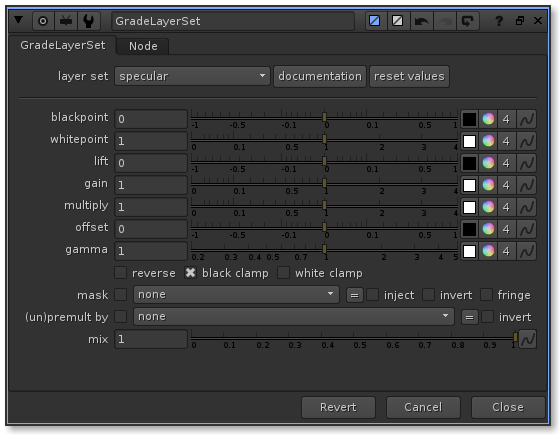 GradeLayerSet ?
GradeLayerSet Node
layer set specular documentation reset values
blackpoint 0 -1 -0.5 -0.1 0 0.1 0.5 1 4
whitepoint 1 0 0.1 1 2 3 4 4
lift 0 -1 -0.5 -0.1 0 0.1 0.5 1 4
gain 1 0 0.1 1 2 3 4 4
multiply 1 0 0.1 1 2 3 4 4
offset 0 -1 -0.5 -0.1 0 0.1 0.5 1 4
gamma 1 0.2 0.3 0.4 0.5 0.7 1 2 3 4 5 4
reverse black clamp white clamp
mask none = inject invert fringe
(un)premult by none = invert
mix 1 0 0.1 0.2 0.3 0.4 0.5 0.6 0.7 0.8 0.9 1
Revert Cancel Close